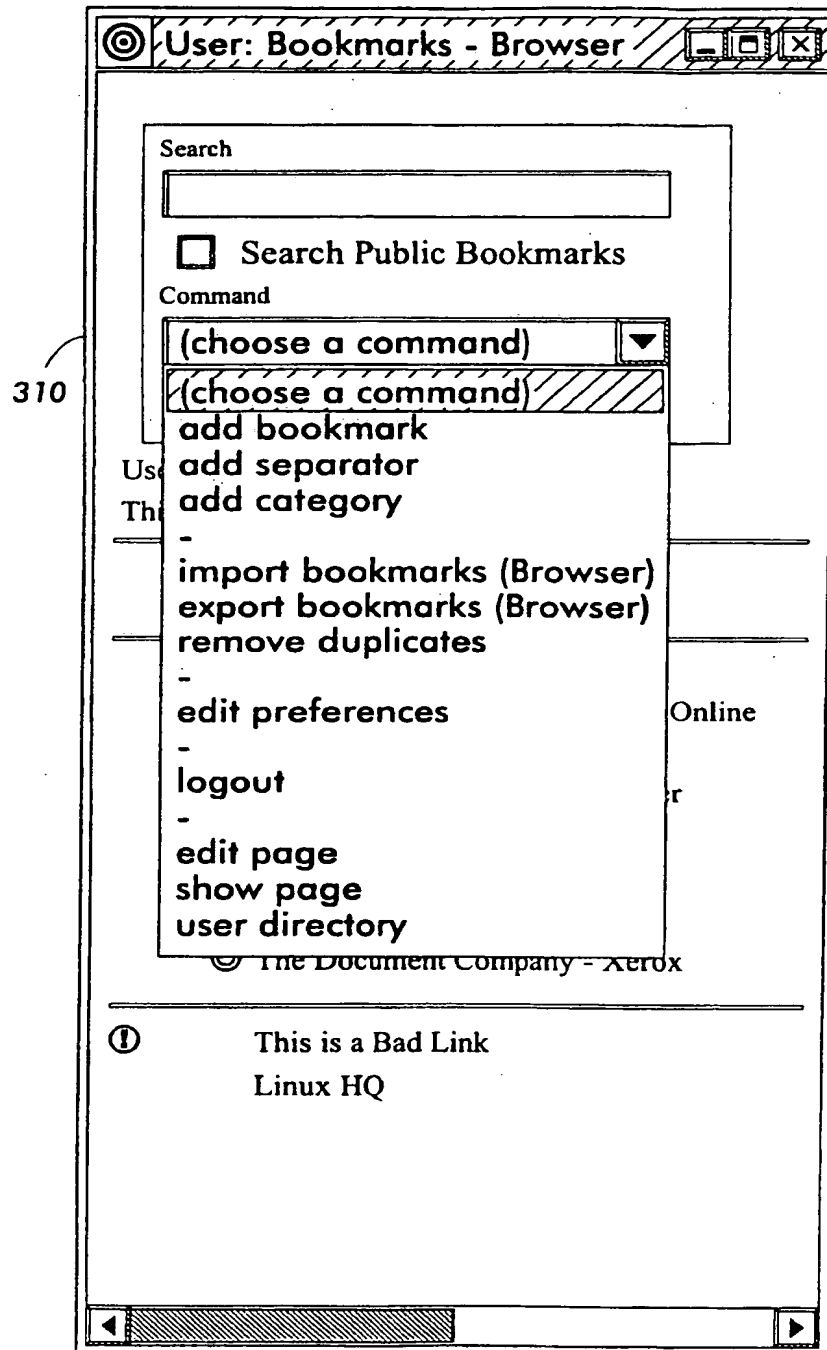 User: Bookmarks - Browser
Search
Search Public Bookmarks
Command
(choose a command)
310
(choose a command)
add bookmark
add separator
add category
-
import bookmarks (Browser)
export bookmarks (Browser)
remove duplicates
-
edit preferences
Online
-
logout
-
edit page
show page
user directory
The Document Company - Xerox
This is a Bad Link
Linux HQ